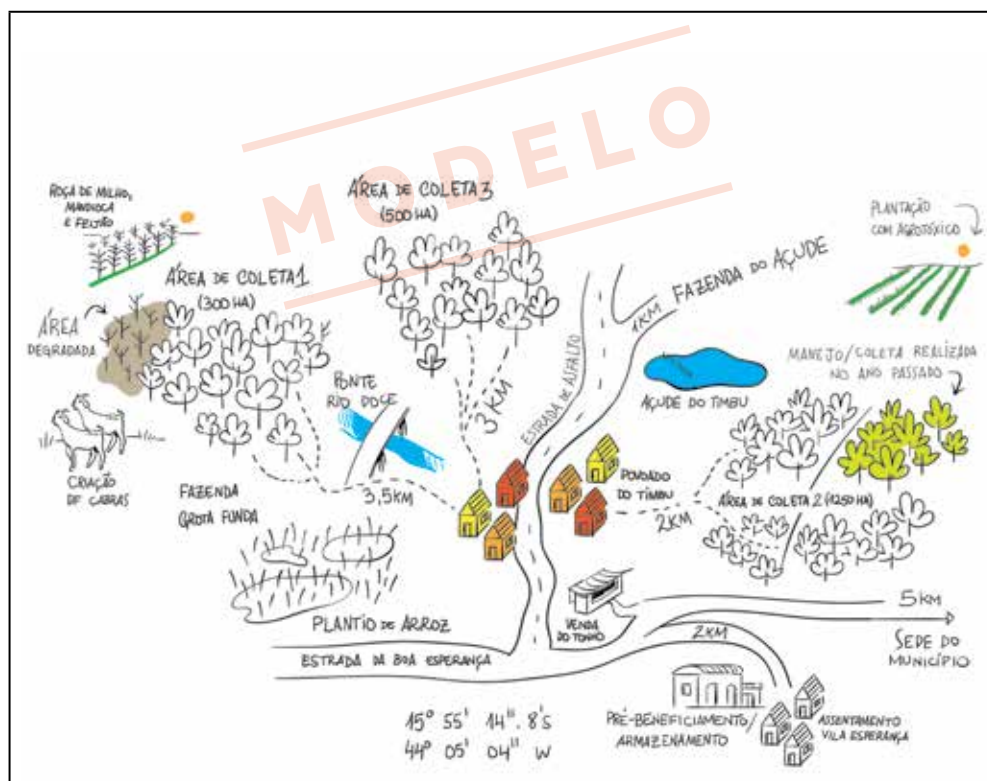 MODELO
ROÇA DE MILHO,
MANDIOCA
E FEIJÃO
ÁREA DE COLETA 3
(500 HA)
PLANTAÇÃO
COM AGROTÓXICO
ÁREA DE COLETA 1
(300 HA)
FAZENDA DO AÇUDE
1KM
ÁREA
DEGRADADA
ESTRADA DE ASFALTO
MANEJO/COLETA REALIZADA
NO ANO PASSADO
PONTE
RIO DOCE
3 KM
AÇUDE DO TIMBU
CRIAÇÃO
DE CABRAS
FAZENDA
GROTA FUNDA
3,5KM
POVOADO
DO TIMBU
ÁREA DE COLETA 2 (1250 HA)
2KM
PLANTIO DE ARROZ
VENDA
DO TONHO
5 KM
SEDE DO
MUNICÍPIO
2KM
ESTRADA DA BOA ESPERANÇA
15° 55' 14". 8's
44° 05' 04" W
PRÉ-BENEFICIAMENTO/
ARMAZENAMENTO
ASSENTAMENTO
VILA ESPERANÇA